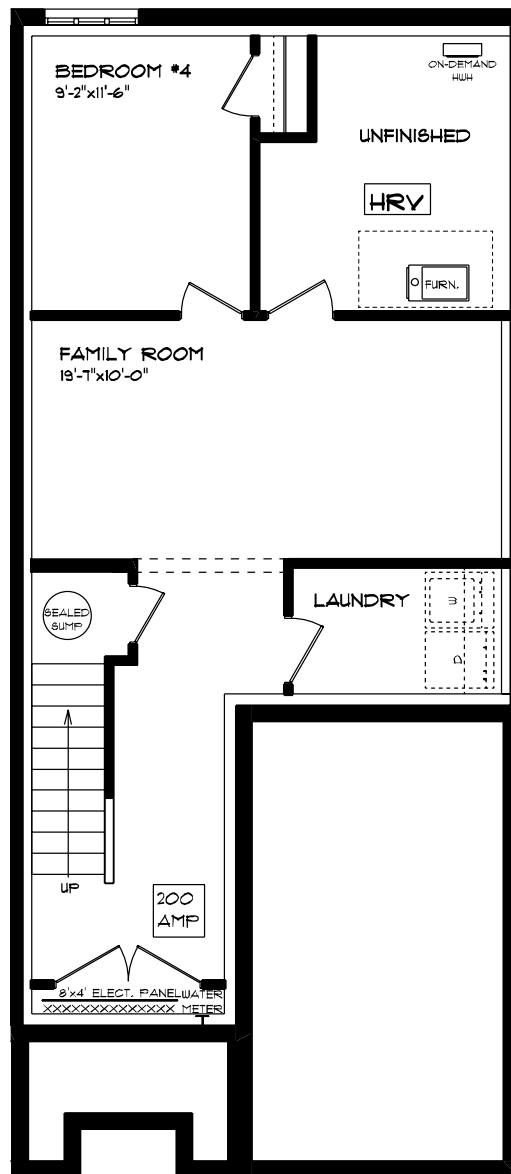 BEDROOM #4
9'-2"x11'-6"
ON-DEMAND
HWH
UNFINISHED
HRV
FURN.
FAMILY ROOM
19'-7"x10'-0"
SEALED
SUMP
LAUNDRY
W
D
UP
200
AMP
8'x4' ELECT. PANEL
WATER
METER
XXXXXXXXXXXXXX